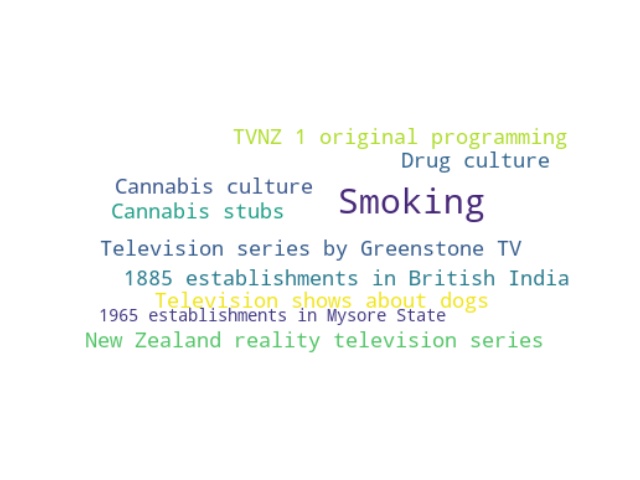 TVNZ 1 original programming
Drug culture
Cannabis culture
Smoking
Cannabis stubs
Television series by Greenstone TV
1885 establishments in British India
Television shows about dogs
1965 establishments in Mysore State
New Zealand reality television series